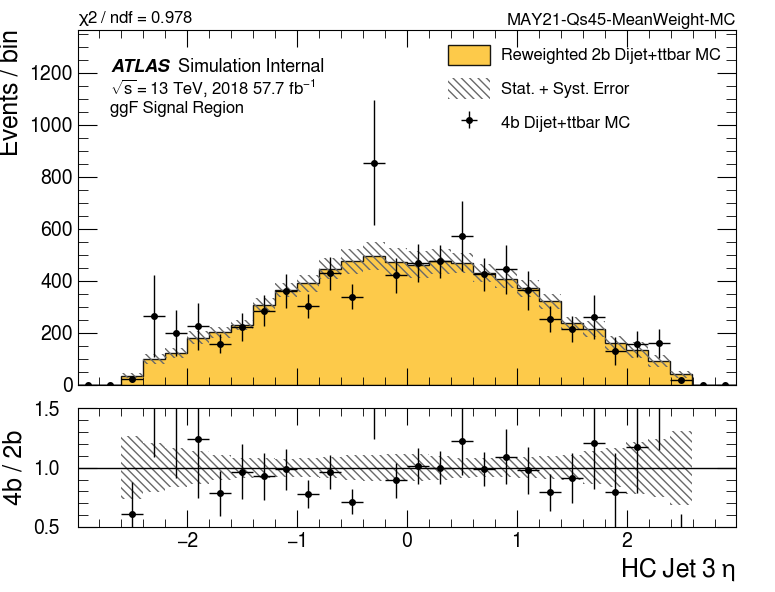 χ2 / ndf = 0.978 MAY21-Qs45-MeanWeight-MC
Events / bin
1200
1000
800
600
400
200
0
ATLAS Simulation Internal
√s = 13 TeV, 2018 57.7 fb⁻¹
ggF Signal Region
Reweighted 2b Dijet+ttbar MC
Stat. + Syst. Error
4b Dijet+ttbar MC
4b / 2b
1.5
1.0
0.5
−2 −1 0 1 2
HC Jet 3 η